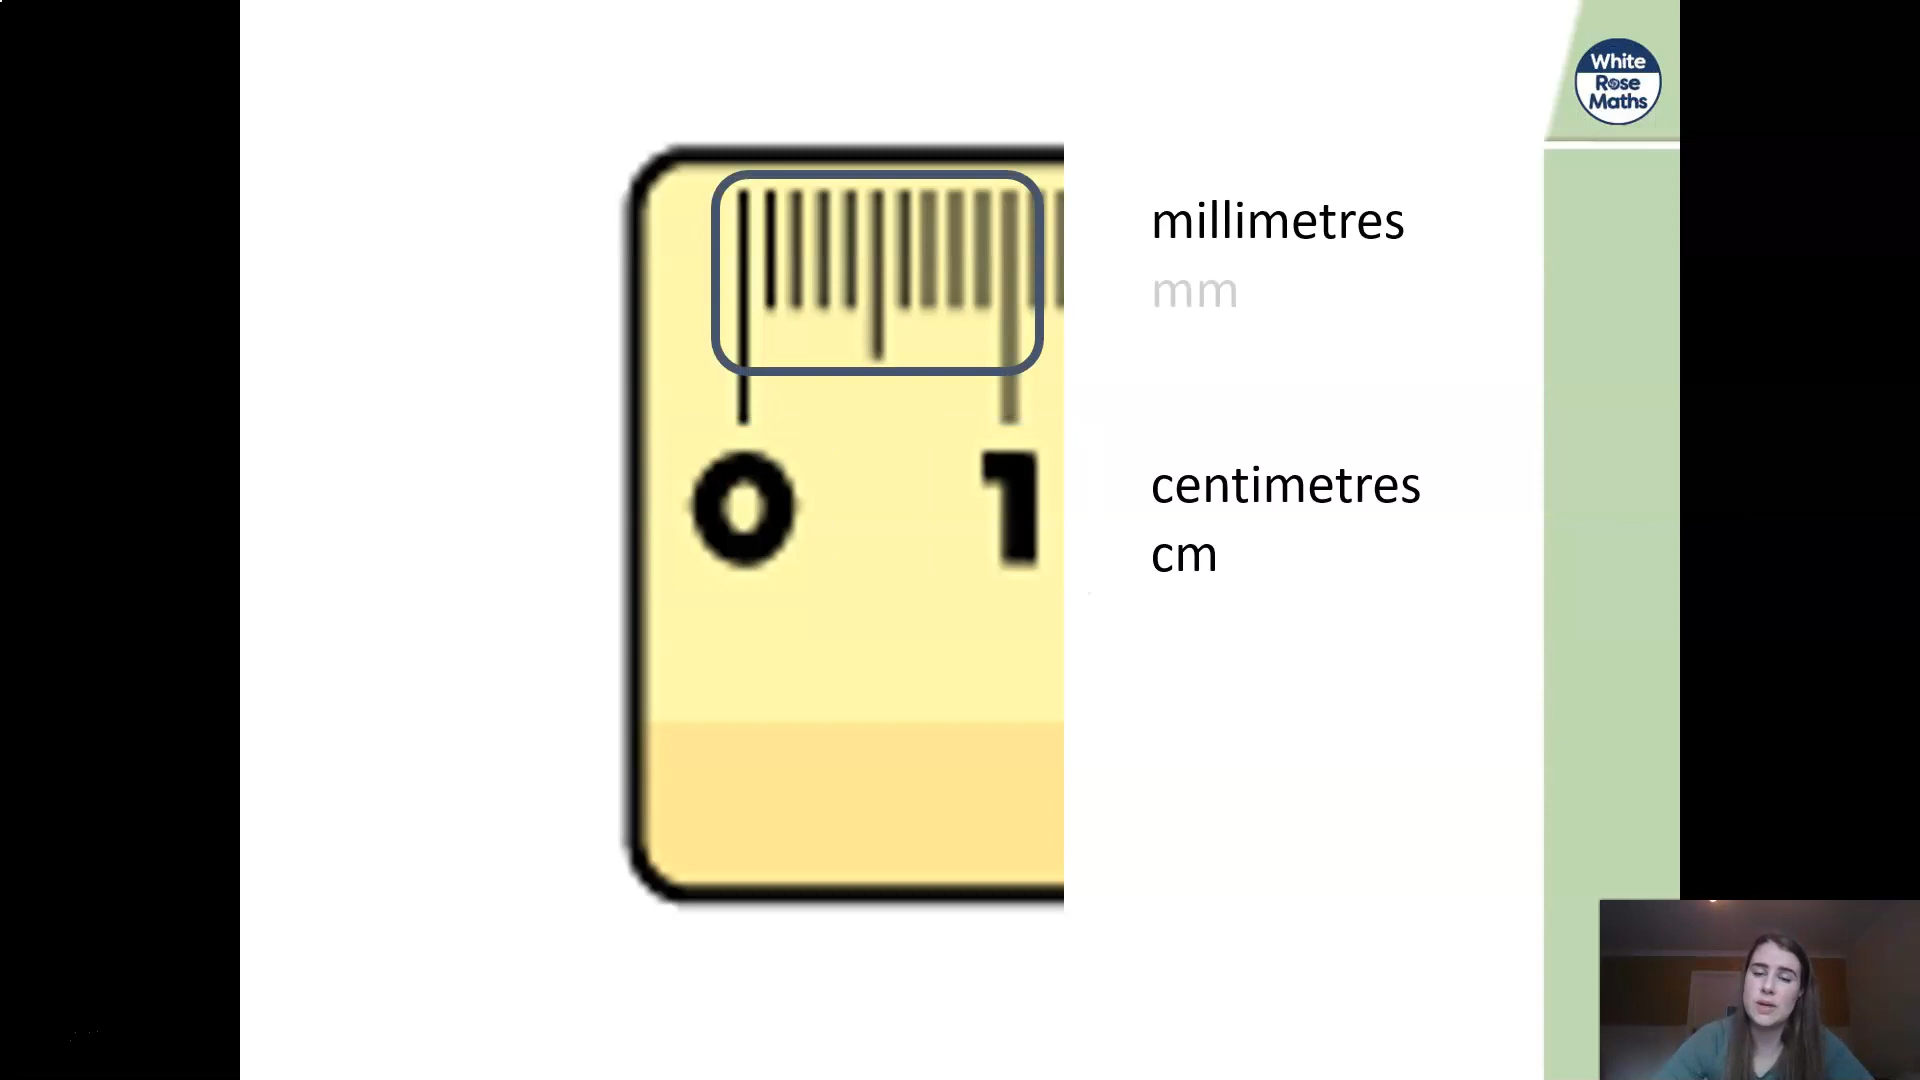 White
Rose
Maths
millimetres
mm
0 1
centimetres
cm